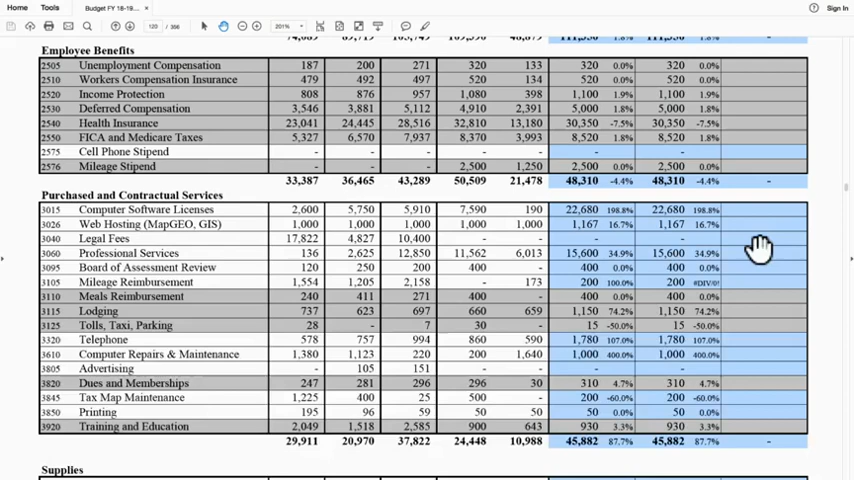 Home Tools Budget FY 18-19... × Sign In
120 / 356 201%
Employee Benefits
2505 Unemployment Compensation 187 200 271 320 133 320 0.0% 320 0.0%
2510 Workers Compensation Insurance 479 492 497 520 134 520 0.0% 520 0.0%
2520 Income Protection 808 876 957 1,080 398 1,100 1.9% 1,100 1.9%
2530 Deferred Compensation 3,546 3,881 5,112 4,910 2,391 5,000 1.8% 5,000 1.8%
2540 Health Insurance 23,041 24,445 28,516 32,810 13,180 30,350 -7.5% 30,350 -7.5%
2550 FICA and Medicare Taxes 5,327 6,570 7,937 8,370 3,993 8,520 1.8% 8,520 1.8%
2575 Cell Phone Stipend - - - - - - -
2576 Mileage Stipend - - - 2,500 1,250 2,500 0.0% 2,500 0.0%
33,387 36,465 43,289 50,509 21,478 48,310 -4.4% 48,310 -4.4% -
Purchased and Contractual Services
3015 Computer Software Licenses 2,600 5,750 5,910 7,590 190 22,680 198.8% 22,680 198.8%
3026 Web Hosting (MapGEO, GIS) 1,000 1,000 1,000 1,000 1,000 1,167 16.7% 1,167 16.7%
3040 Legal Fees 17,822 4,827 10,400 - - - -
3060 Professional Services 136 2,625 12,850 11,562 6,013 15,600 34.9% 15,600 34.9%
3095 Board of Assessment Review 120 250 200 400 - 400 0.0% 400 0.0%
3105 Mileage Reimbursement 1,554 1,205 2,158 - 173 200 100.0% 200 #DIV/0!
3110 Meals Reimbursement 240 411 271 400 - 400 0.0% 400 0.0%
3115 Lodging 737 623 697 660 659 1,150 74.2% 1,150 74.2%
3125 Tolls, Taxi, Parking 28 - 7 30 - 15 -50.0% 15 -50.0%
3320 Telephone 578 757 994 860 590 1,780 107.0% 1,780 107.0%
3610 Computer Repairs & Maintenance 1,380 1,123 220 200 1,640 1,000 400.0% 1,000 400.0%
3805 Advertising - 105 151 - - - -
3820 Dues and Memberships 247 281 296 296 30 310 4.7% 310 4.7%
3845 Tax Map Maintenance 1,225 400 25 500 - 200 -60.0% 200 -60.0%
3850 Printing 195 96 59 50 50 50 0.0% 50 0.0%
3920 Training and Education 2,049 1,518 2,585 900 643 930 3.3% 930 3.3%
29,911 20,970 37,822 24,448 10,988 45,882 87.7% 45,882 87.7% -
Supplies